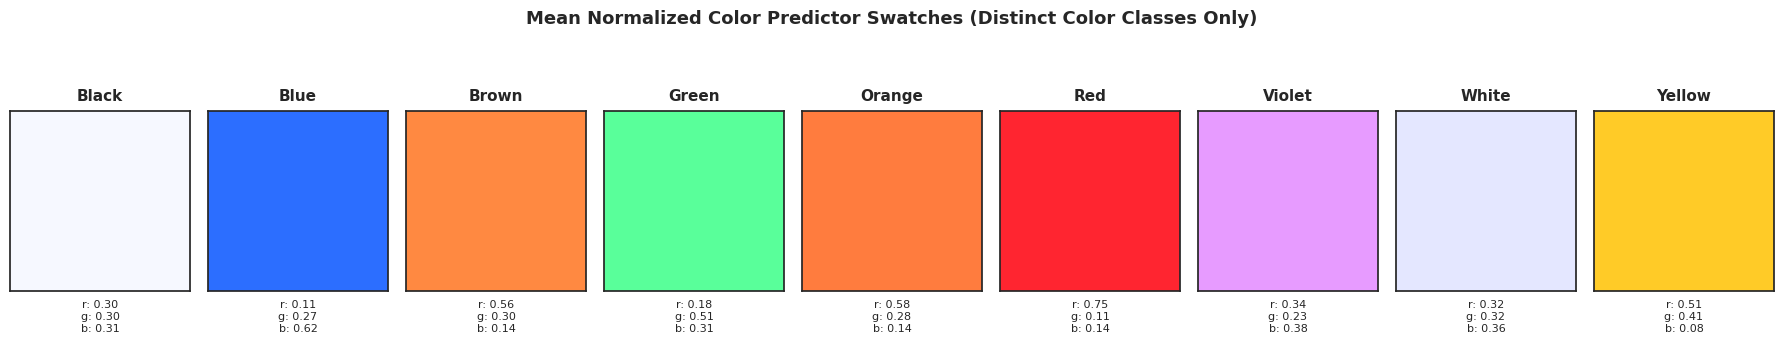 Mean Normalized Color Predictor Swatches (Distinct Color Classes Only)
Black Blue Brown Green Orange Red Violet White Yellow
r: 0.30 r: 0.11 r: 0.56 r: 0.18 r: 0.58 r: 0.75 r: 0.34 r: 0.32 r: 0.51
g: 0.30 g: 0.27 g: 0.30 g: 0.51 g: 0.28 g: 0.11 g: 0.23 g: 0.32 g: 0.41
b: 0.31 b: 0.62 b: 0.14 b: 0.31 b: 0.14 b: 0.14 b: 0.38 b: 0.36 b: 0.08